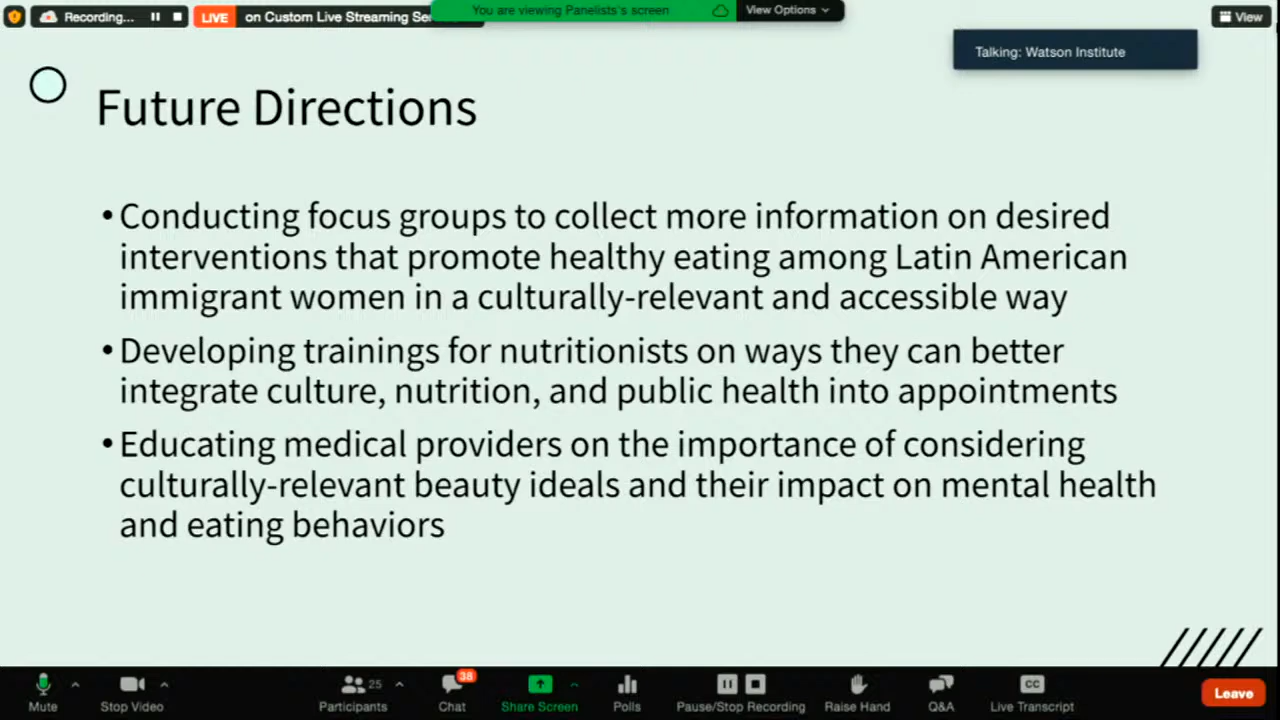 Recording...
LIVE
on Custom Live Streaming Ser
You are viewing Panelists's screen
View Options
View
Talking: Watson Institute
Future Directions
•Conducting focus groups to collect more information on desired
interventions that promote healthy eating among Latin American
immigrant women in a culturally-relevant and accessible way
•Developing trainings for nutritionists on ways they can better
integrate culture, nutrition, and public health into appointments
•Educating medical providers on the importance of considering
culturally-relevant beauty ideals and their impact on mental health
and eating behaviors
Mute
Stop Video
25
Participants
38
Chat
Share Screen
Polls
Pause/Stop Recording
Raise Hand
Q&A
CC
Live Transcript
Leave